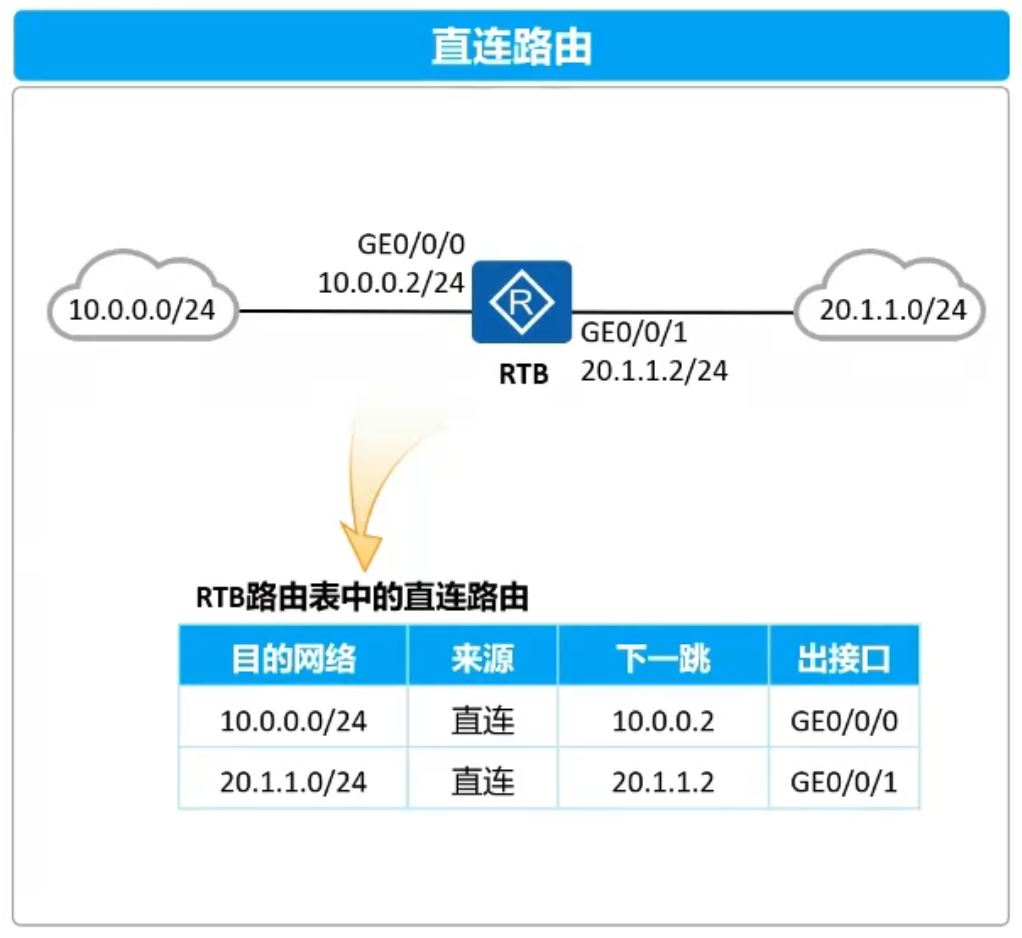 直连路由
GE0/0/0
10.0.0.2/24
10.0.0.0/24
R
20.1.1.0/24
GE0/0/1
RTB
20.1.1.2/24
RTB路由表中的直连路由
目的网络 来源 下一跳 出接口
10.0.0.0/24 直连 10.0.0.2 GE0/0/0
20.1.1.0/24 直连 20.1.1.2 GE0/0/1